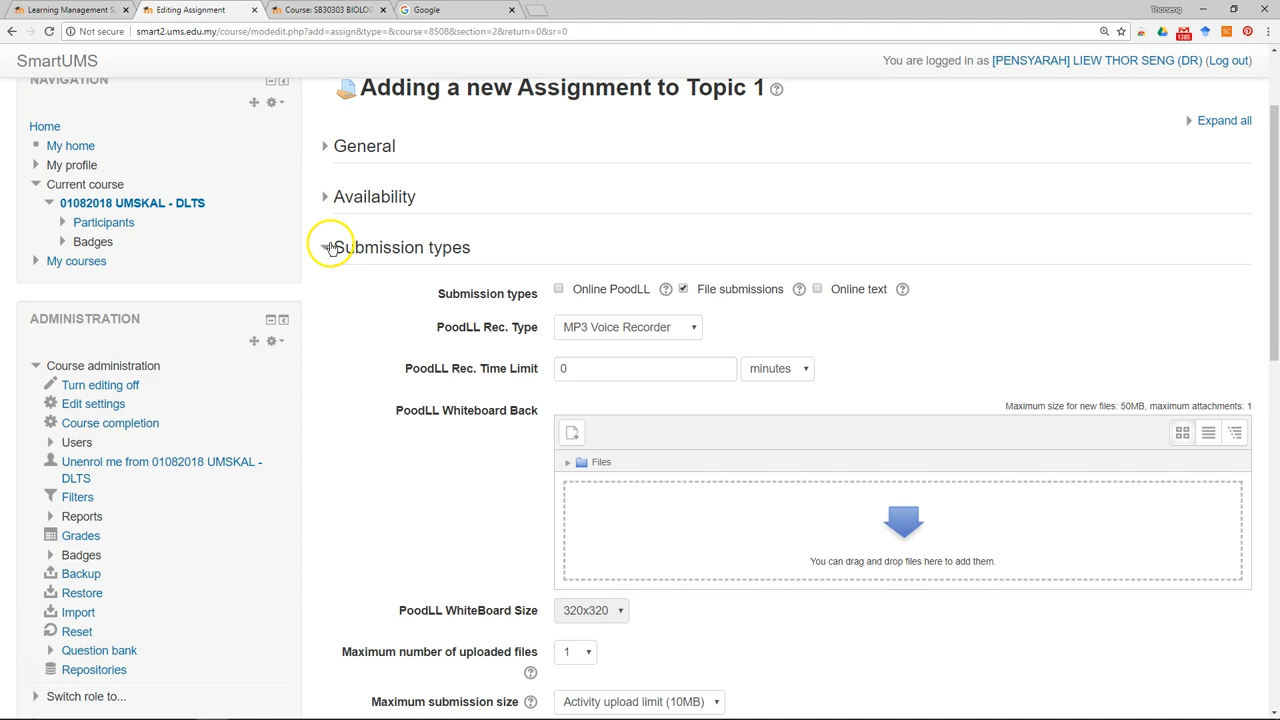 Learning Management S
Editing Assignment
Course: SB30303 BIOLOG
Google
Thorseng
Not secure smart2.ums.edu.my/course/modedit.php?add=assign&type=&course=8508&section=2&return=0&sr=0
1385
SC
SmartUMS
You are logged in as [PENSYARAH] LIEW THOR SENG (DR) (Log out)
NAVIGATION
Home
My home
My profile
Current course
01082018 UMSKAL - DLTS
Participants
Badges
My courses
ADMINISTRATION
Course administration
Turn editing off
Edit settings
Course completion
Users
Unenrol me from 01082018 UMSKAL -
DLTS
Filters
Reports
Grades
Badges
Backup
Restore
Import
Reset
Question bank
Repositories
Switch role to...
Adding a new Assignment to Topic 1
Expand all
General
Availability
Submission types
Submission types Online PoodLL File submissions Online text
PoodLL Rec. Type MP3 Voice Recorder
PoodLL Rec. Time Limit 0 minutes
PoodLL Whiteboard Back Maximum size for new files: 50MB, maximum attachments: 1
Files
You can drag and drop files here to add them.
PoodLL WhiteBoard Size 320x320
Maximum number of uploaded files 1
Maximum submission size Activity upload limit (10MB)